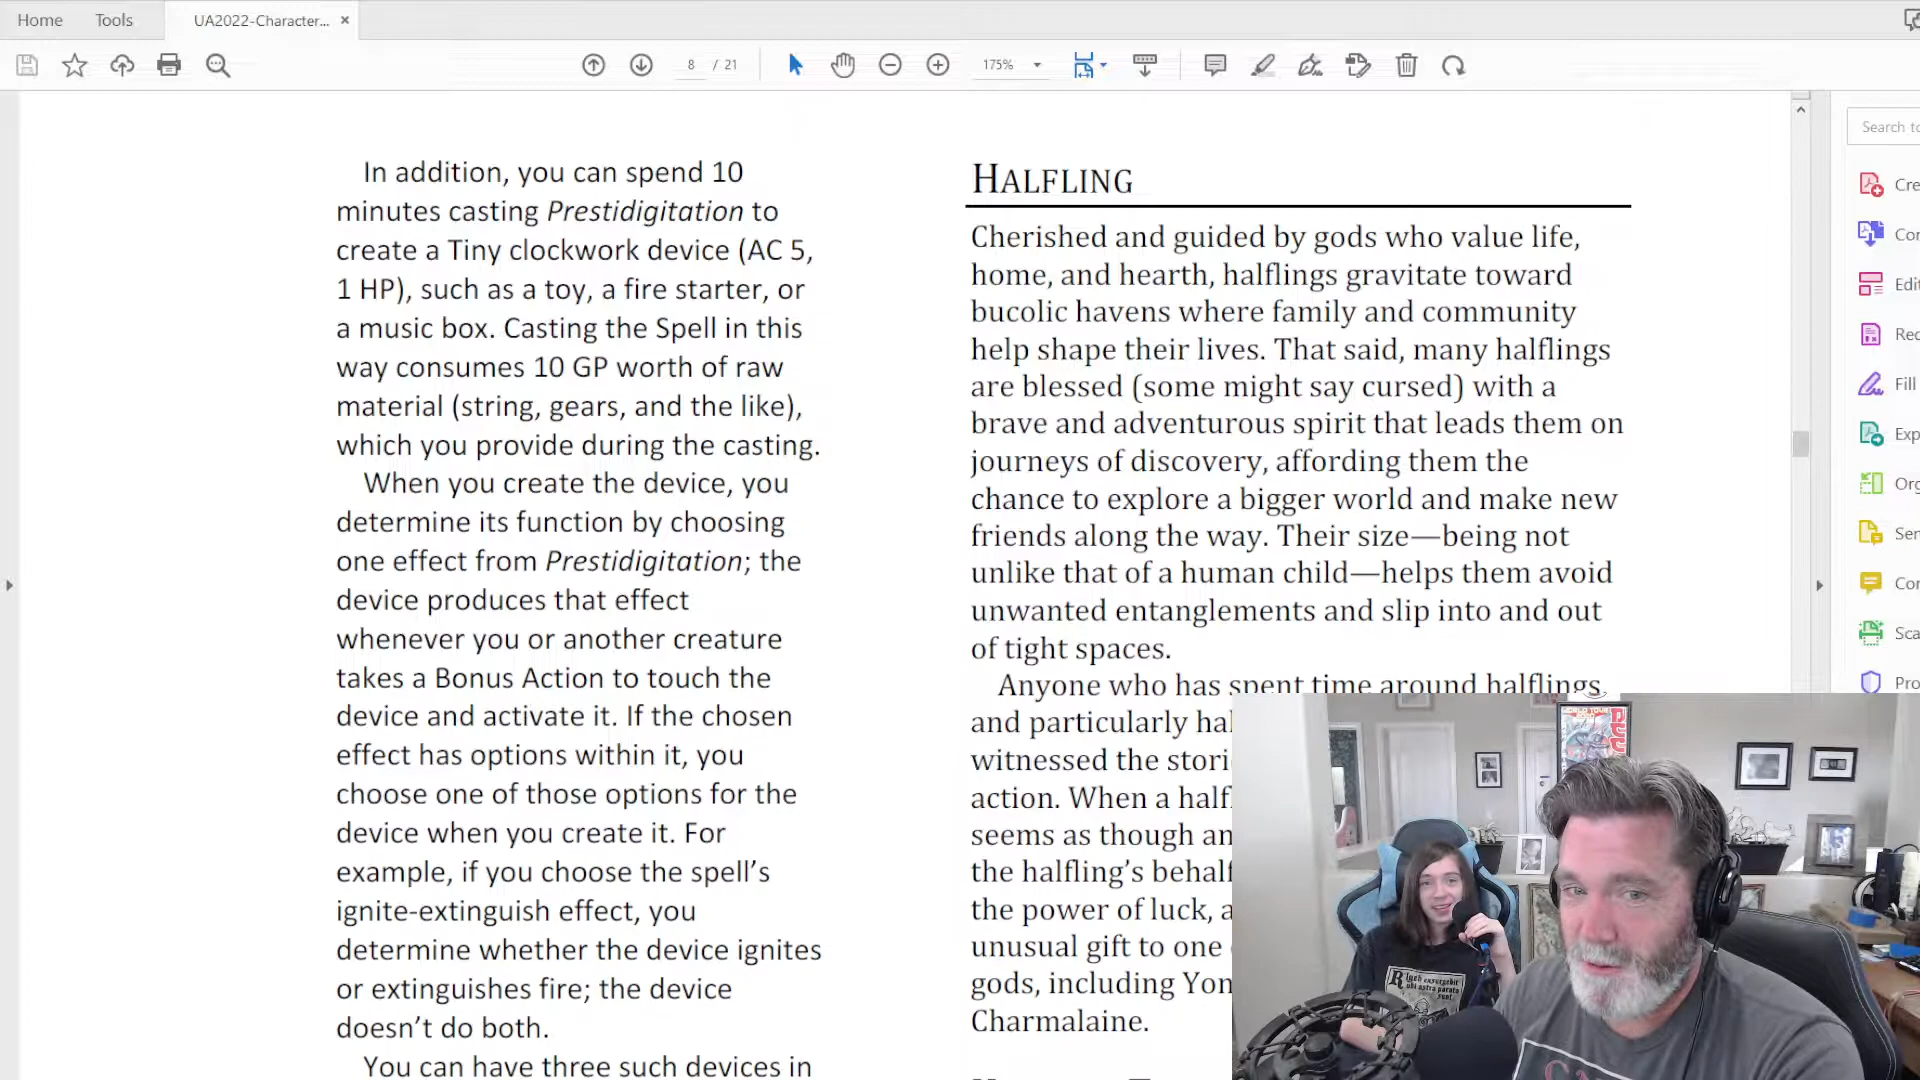 Home Tools UA2022-Character... ×
8 / 21 175%
In addition, you can spend 10
minutes casting Prestidigitation to
create a Tiny clockwork device (AC 5,
1 HP), such as a toy, a fire starter, or
a music box. Casting the Spell in this
way consumes 10 GP worth of raw
material (string, gears, and the like),
which you provide during the casting.
When you create the device, you
determine its function by choosing
one effect from Prestidigitation; the
device produces that effect
whenever you or another creature
takes a Bonus Action to touch the
device and activate it. If the chosen
effect has options within it, you
choose one of those options for the
device when you create it. For
example, if you choose the spell’s
ignite-extinguish effect, you
determine whether the device ignites
or extinguishes fire; the device
doesn’t do both.
You can have three such devices in
HALFLING
Cherished and guided by gods who value life,
home, and hearth, halflings gravitate toward
bucolic havens where family and community
help shape their lives. That said, many halflings
are blessed (some might say cursed) with a
brave and adventurous spirit that leads them on
journeys of discovery, affording them the
chance to explore a bigger world and make new
friends along the way. Their size—being not
unlike that of a human child—helps them avoid
unwanted entanglements and slip into and out
of tight spaces.
Anyone who has spent time around halflings,
and particularly hal
witnessed the stori
action. When a half
seems as though an
the halfling’s behalf
the power of luck, a
unusual gift to one
gods, including Yon
Charmalaine.
Search to
Cre
Con
Edit
Rec
Fill
Exp
Org
Sen
Con
Sca
Pro